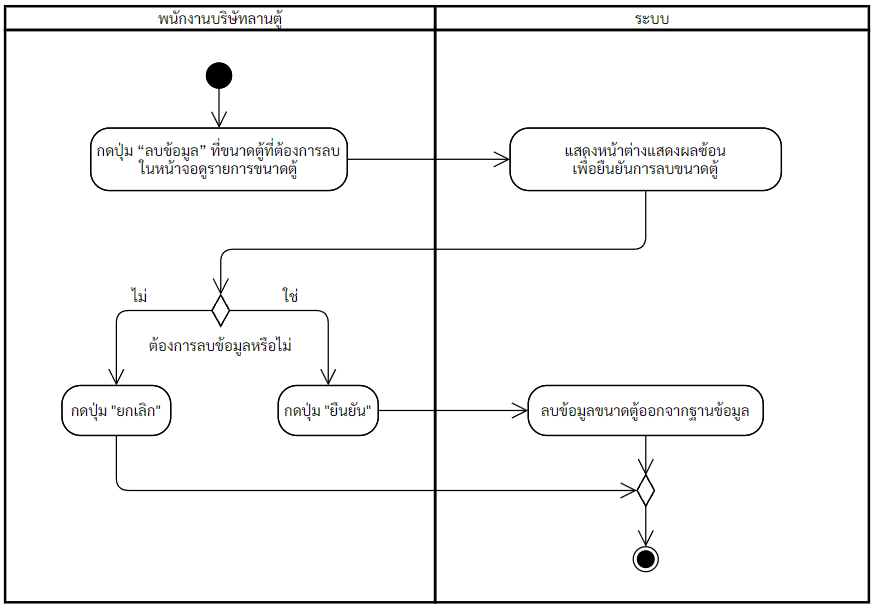 พนักงานบริษัทลานตู้
ระบบ
กดปุ่ม “ลบข้อมูล” ที่ขนาดตู้ที่ต้องการลบ
ในหน้าจอดูรายการขนาดตู้
แสดงหน้าต่างแสดงผลซ้อน
เพื่อยืนยันการลบขนาดตู้
ไม่
ใช่
ต้องการลบข้อมูลหรือไม่
กดปุ่ม "ยกเลิก"
กดปุ่ม "ยืนยัน"
ลบข้อมูลขนาดตู้ออกจากฐานข้อมูล